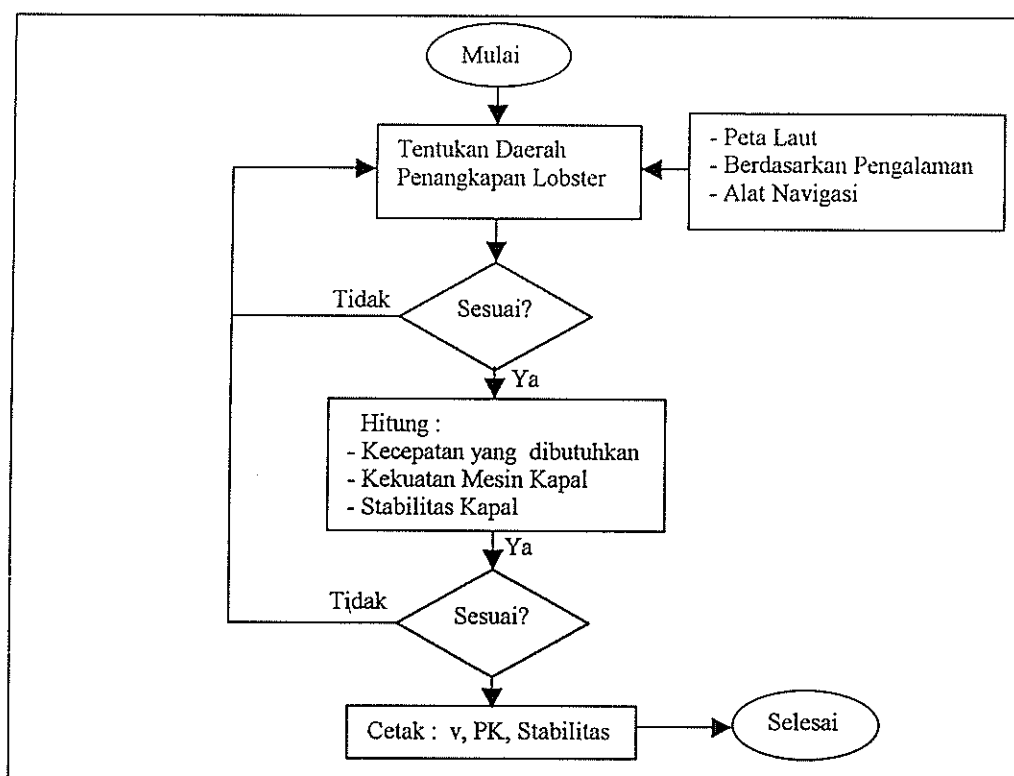 Mulai
Tentukan Daerah
Penangkapan Lobster
- Peta Laut
- Berdasarkan Pengalaman
- Alat Navigasi
Tidak
Sesuai?
Ya
Hitung :
- Kecepatan yang dibutuhkan
- Kekuatan Mesin Kapal
- Stabilitas Kapal
Ya
Tidak
Sesuai?
Cetak : v, PK, Stabilitas
Selesai